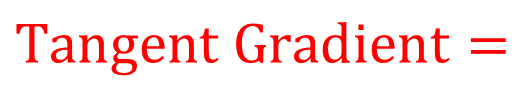 Tangent Gradient =